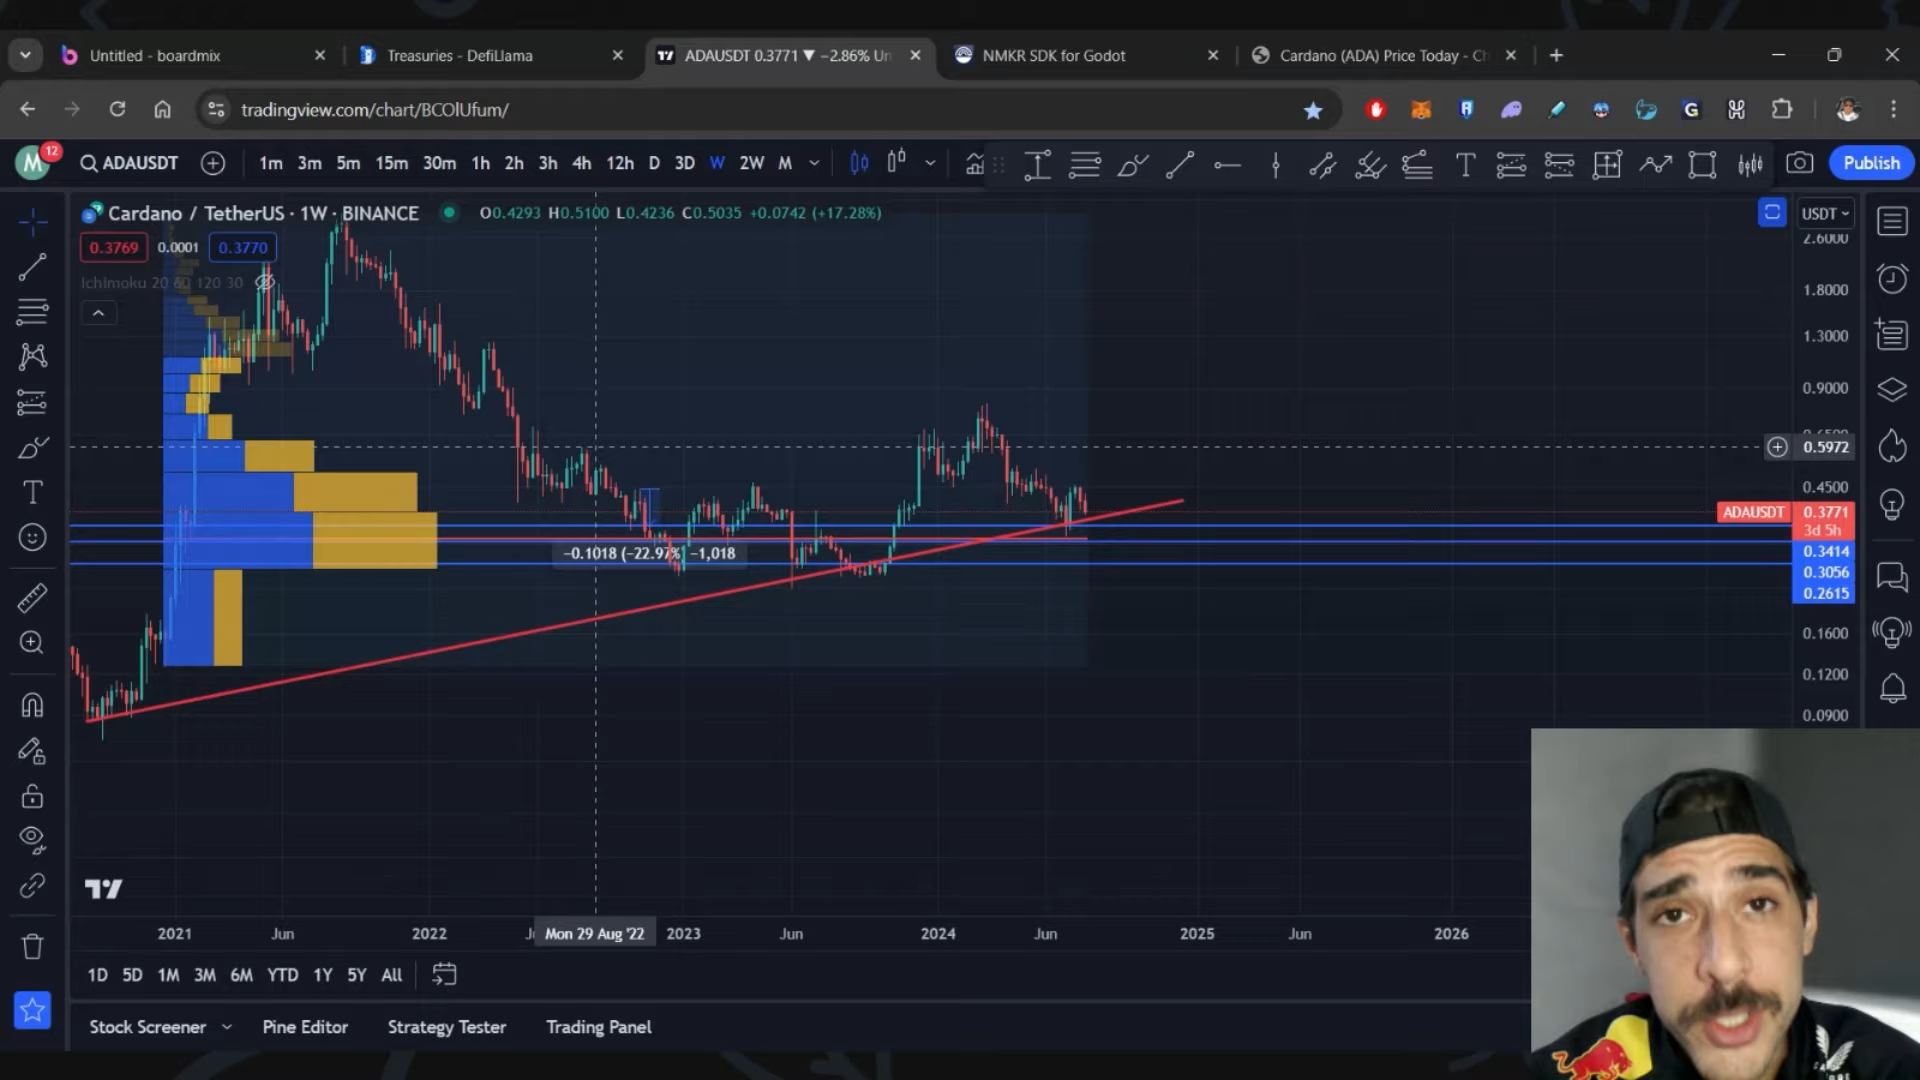 Untitled - boardmix
Treasuries - DefiLlama
ADAUSDT 0.3771 ▼ −2.86% Un
NMKR SDK for Godot
Cardano (ADA) Price Today - Ch
tradingview.com/chart/BCOlUfum/
M 12
ADAUSDT
1m 3m 5m 15m 30m 1h 2h 3h 4h 12h D 3D W 2W M
Publish
Cardano / TetherUS · 1W · BINANCE
O0.4293 H0.5100 L0.4236 C0.5035 +0.0742 (+17.28%)
USDT
0.3769 0.0001 0.3770
Ichimoku 20 60 120 30
2.6000
1.8000
1.3000
0.9000
0.5972
0.4500
ADAUSDT 0.3771
3d 5h
0.3414
0.3056
0.2615
−0.1018 (−22.97%) −1,018
0.1600
0.1200
0.0900
2021 Jun 2022 Mon 29 Aug '22 2023 Jun 2024 Jun 2025 Jun 2026
1D 5D 1M 3M 6M YTD 1Y 5Y All
Stock Screener Pine Editor Strategy Tester Trading Panel